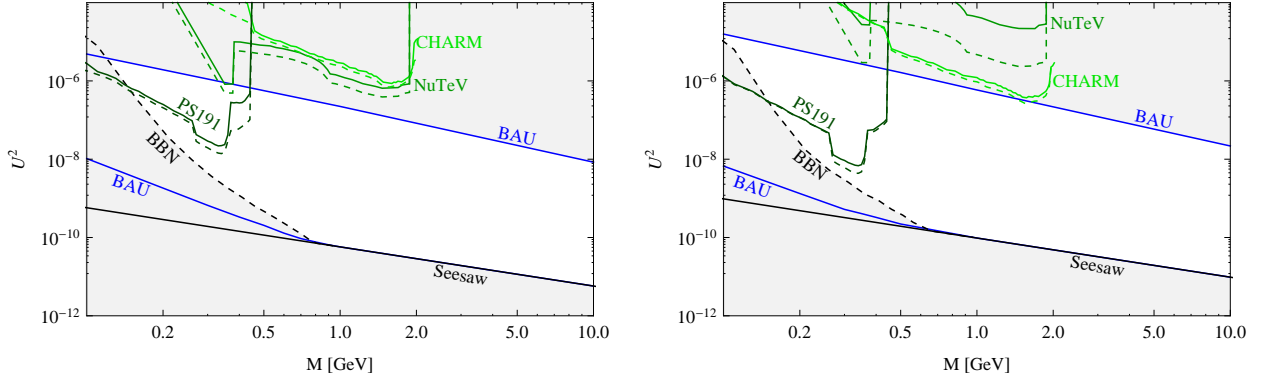 CHARM
NuTeV
PS191
BBN
BAU
BAU
Seesaw
U²
10⁻⁶
10⁻⁸
10⁻¹⁰
10⁻¹²
0.2 0.5 1.0 2.0 5.0 10.0
M [GeV]
NuTeV
CHARM
PS191
BBN
BAU
BAU
Seesaw
U²
10⁻⁶
10⁻⁸
10⁻¹⁰
10⁻¹²
0.2 0.5 1.0 2.0 5.0 10.0
M [GeV]